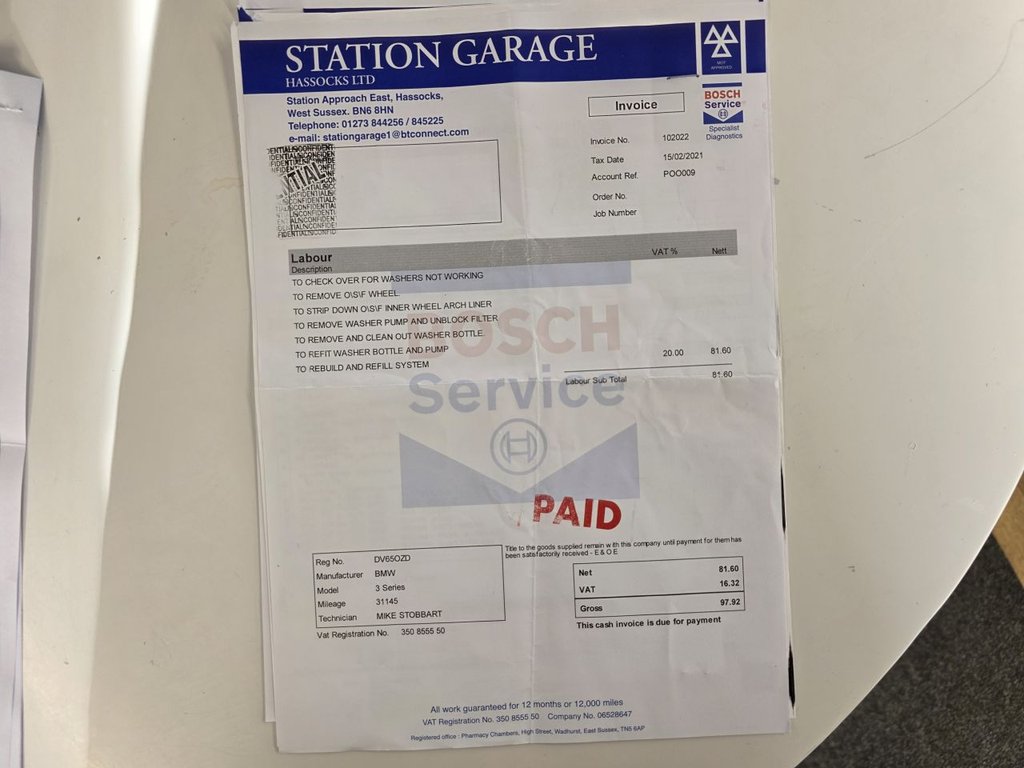 STATION GARAGE
HASSOCKS LTD
MOT
APPROVED
Station Approach East, Hassocks,
West Sussex. BN6 8HN
Telephone: 01273 844256 / 845225
e-mail: stationgarage1@btconnect.com
Invoice
BOSCH
Service
Specialist
Diagnostics
Invoice No. 102022
Tax Date 15/02/2021
Account Ref. POO009
Order No.
Job Number
Labour
Description VAT % Nett
TO CHECK OVER FOR WASHERS NOT WORKING
TO REMOVE O\S\F WHEEL
TO STRIP DOWN O\S\F INNER WHEEL ARCH LINER
TO REMOVE WASHER PUMP AND UNBLOCK FILTER
TO REMOVE AND CLEAN OUT WASHER BOTTLE.
TO REFIT WASHER BOTTLE AND PUMP 20.00 81.60
TO REBUILD AND REFILL SYSTEM
Labour Sub Total 81.60
BOSCH
Service
PAID
Title to the goods supplied remain with this company until payment for them has
been satisfactorily received - E & O E
Reg No. DV65OZD
Manufacturer BMW
Model 3 Series
Mileage 31145
Technician MIKE STOBBART
Vat Registration No. 350 8555 50
Net 81.60
VAT 16.32
Gross 97.92
This cash invoice is due for payment
All work guaranteed for 12 months or 12,000 miles
VAT Registration No. 350 8555 50 Company No. 06528647
Registered office : Pharmacy Chambers, High Street, Wadhurst, East Sussex, TN5 6AP